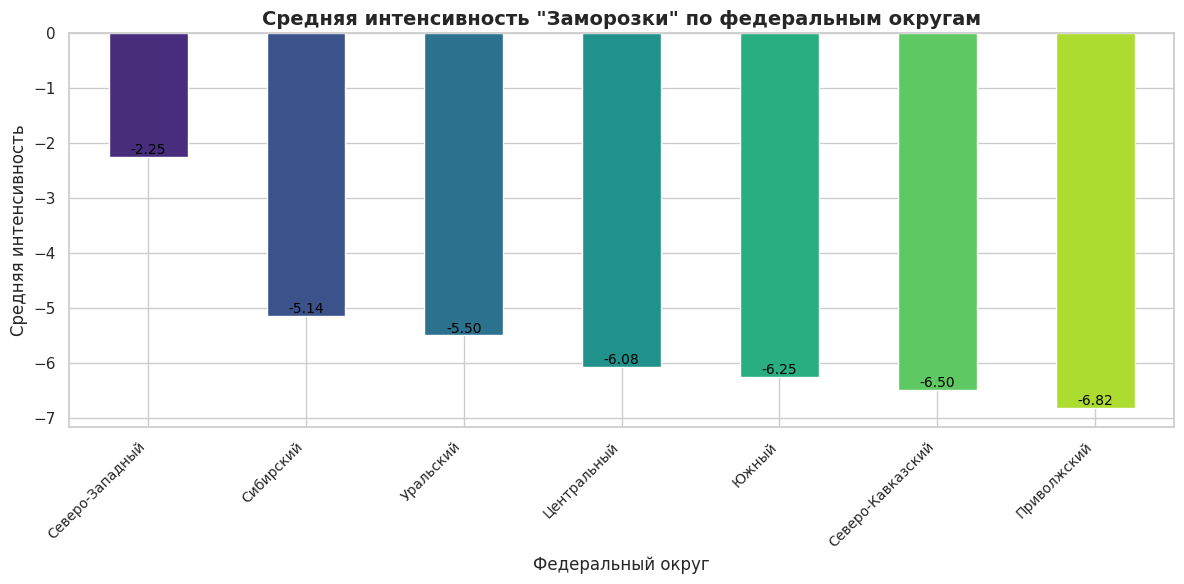 Средняя интенсивность "Заморозки" по федеральным округам
Средняя интенсивность
0
−1
−2
−3
−4
−5
−6
−7
-2.25
-5.14
-5.50
-6.08
-6.25
-6.50
-6.82
Северо-Западный
Сибирский
Уральский
Центральный
Южный
Северо-Кавказский
Приволжский
Федеральный округ